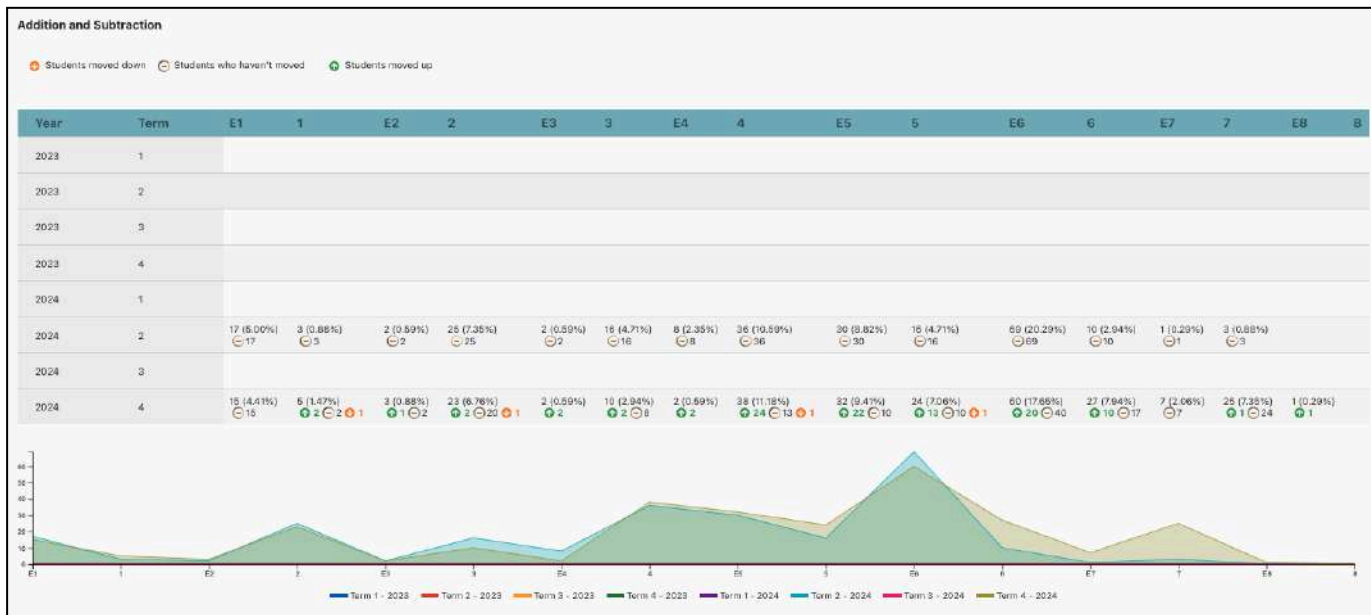 Addition and Subtraction
Students moved down Students who haven't moved Students moved up
Year Term E1 1 E2 2 E3 3 E4 4 E5 5 E6 6 E7 7 E8 8
2023 1
2023 2
2023 3
2023 4
2024 1
2024 2 17 (5.00%) 3 (0.88%) 2 (0.59%) 25 (7.35%) 2 (0.59%) 16 (4.71%) 8 (2.35%) 36 (10.59%) 30 (8.82%) 16 (4.71%) 69 (20.29%) 10 (2.94%) 1 (0.29%) 3 (0.88%)
17 3 2 25 2 16 8 36 30 16 69 10 1 3
2024 3
2024 4 15 (4.41%) 5 (1.47%) 3 (0.88%) 23 (6.76%) 2 (0.59%) 10 (2.94%) 2 (0.59%) 38 (11.18%) 32 (9.41%) 24 (7.06%) 60 (17.65%) 27 (7.94%) 7 (2.06%) 25 (7.35%) 1 (0.29%)
15 2 2 1 1 2 2 20 1 2 2 8 2 24 13 1 22 10 13 10 1 20 40 10 17 7 1 24 1
60
50
40
30
20
10
0
E1 1 E2 2 E3 3 E4 4 E5 5 E6 6 E7 7 E8 8
Term 1 - 2023 Term 2 - 2023 Term 3 - 2023 Term 4 - 2023 Term 1 - 2024 Term 2 - 2024 Term 3 - 2024 Term 4 - 2024